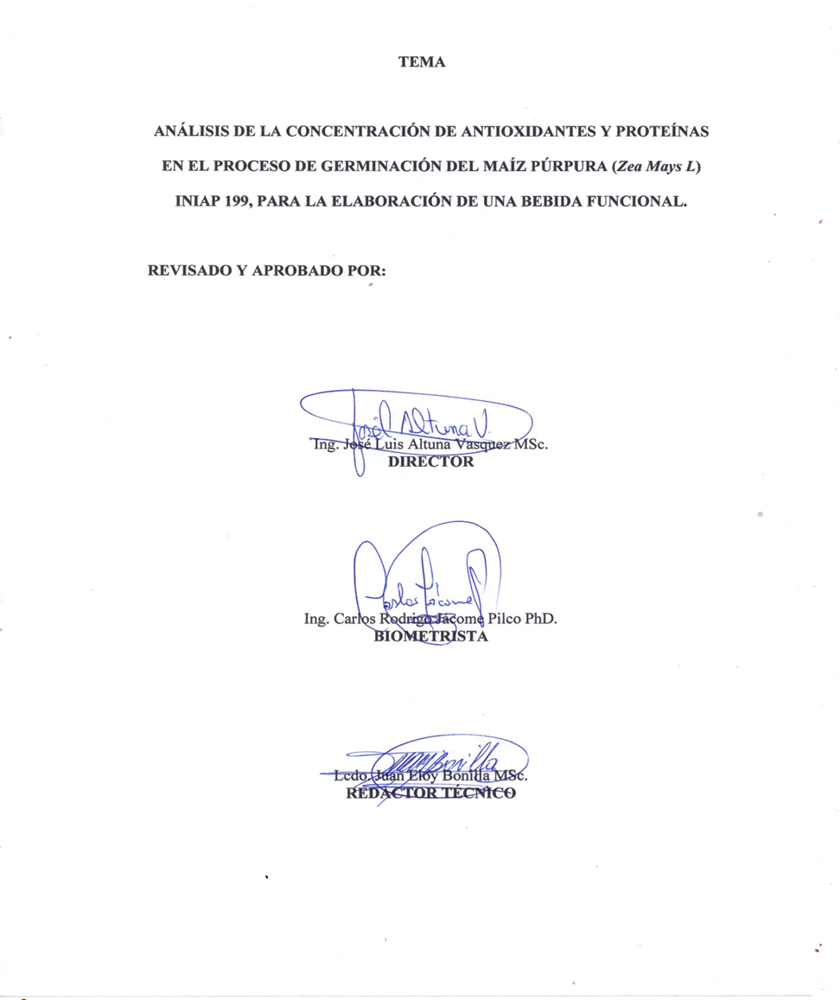 TEMA
ANÁLISIS DE LA CONCENTRACIÓN DE ANTIOXIDANTES Y PROTEÍNAS
EN EL PROCESO DE GERMINACIÓN DEL MAÍZ PÚRPURA (Zea Mays L)
INIAP 199, PARA LA ELABORACIÓN DE UNA BEBIDA FUNCIONAL.
REVISADO Y APROBADO POR:
José Altuna V.
Ing. José Luis Altuna Vasquez MSc.
DIRECTOR
Carlos Jácome
Ing. Carlos Rodrigo Jácome Pilco PhD.
BIOMETRISTA
Bonilla
Lcdo. Juan Eloy Bonilla MSc.
REDACTOR TÉCNICO